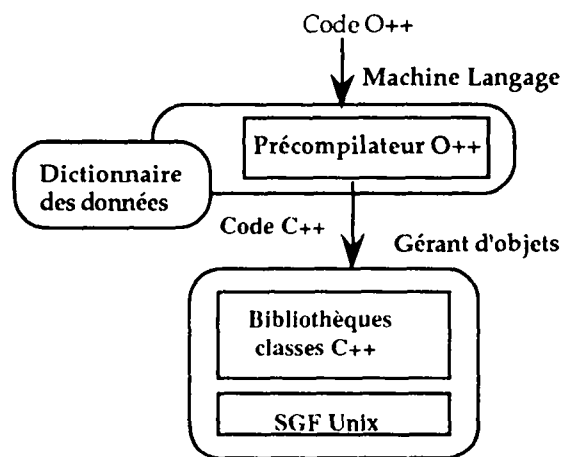 Code O++
Machine Langage
Précompilateur O++
Dictionnaire
des données
Code C++
Gérant d'objets
Bibliothèques
classes C++
SGF Unix